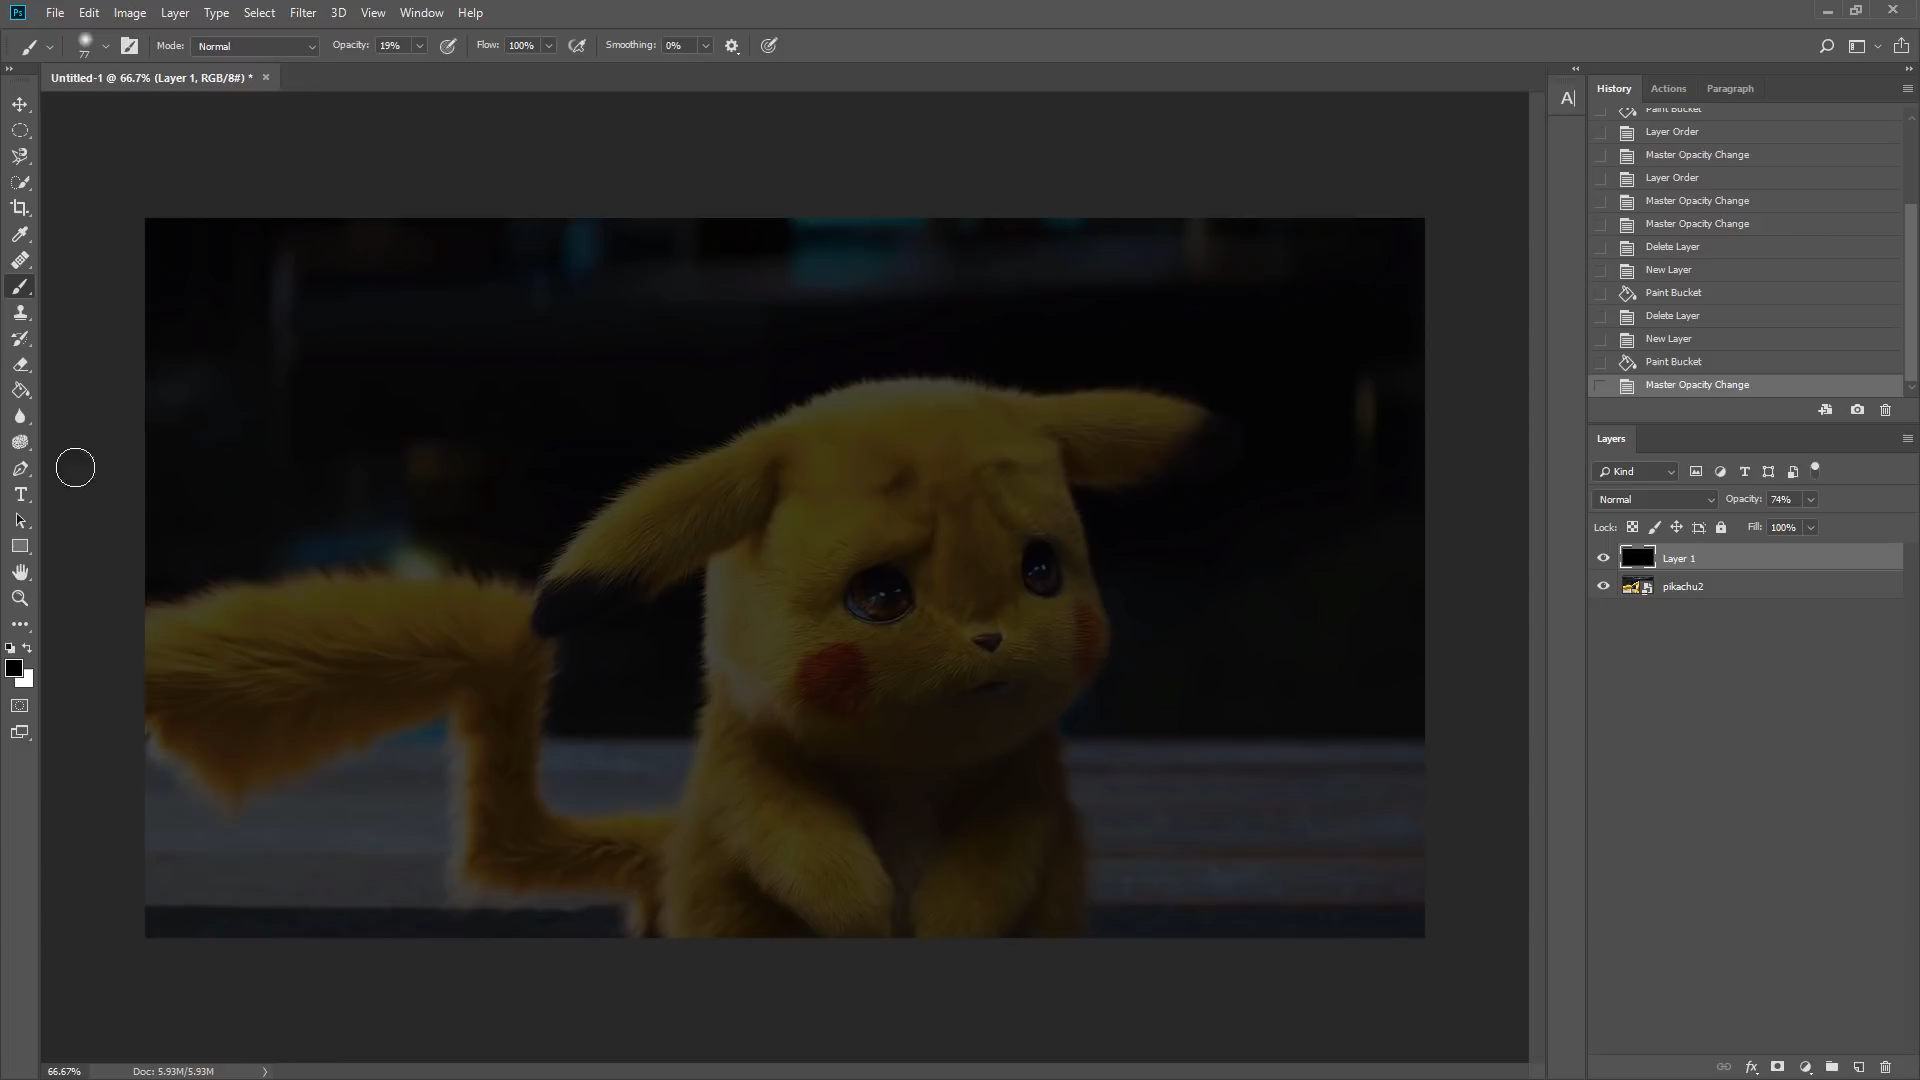 Ps File Edit Image Layer Type Select Filter 3D View Window Help
77 Mode: Normal Opacity: 19% Flow: 100% Smoothing: 0%
Untitled-1 @ 66.7% (Layer 1, RGB/8#) * ×
A|
History Actions Paragraph
Paint Bucket
Layer Order
Master Opacity Change
Layer Order
Master Opacity Change
Master Opacity Change
Delete Layer
New Layer
Paint Bucket
Delete Layer
New Layer
Paint Bucket
Master Opacity Change
Layers
Kind
Normal Opacity: 74%
Lock: Fill: 100%
Layer 1
pikachu2
66.67% Doc: 5.93M/5.93M